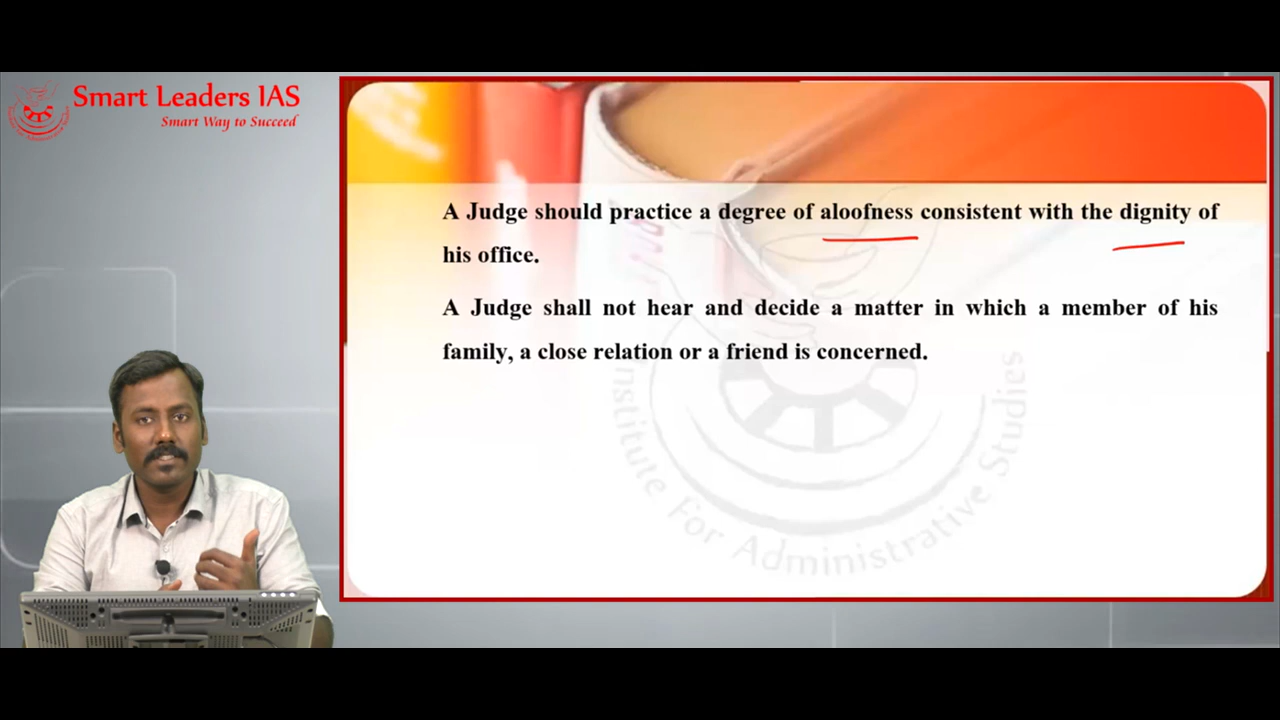 Smart Leaders IAS
Smart Way to Succeed
A Judge should practice a degree of aloofness consistent with the dignity of
his office.
A Judge shall not hear and decide a matter in which a member of his
family, a close relation or a friend is concerned.
Institute For Administrative Studies